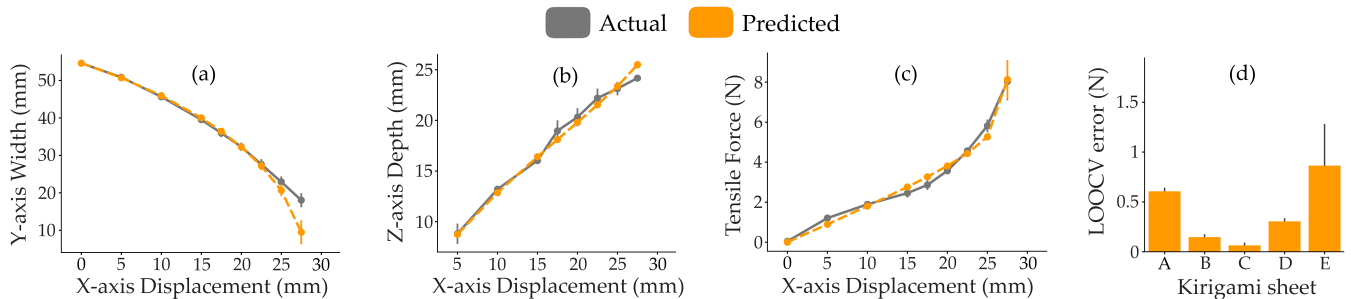 Actual Predicted
(a)
Y-axis Width (mm)
50
40
30
20
10
0 5 10 15 20 25 30
X-axis Displacement (mm)
(b)
Z-axis Depth (mm)
25
20
15
10
5 10 15 20 25 30
X-axis Displacement (mm)
(c)
Tensile Force (N)
8
6
4
2
0
0 5 10 15 20 25 30
X-axis Displacement (mm)
(d)
LOOCV error (N)
1.5
1
0.5
0
A B C D E
Kirigami sheet